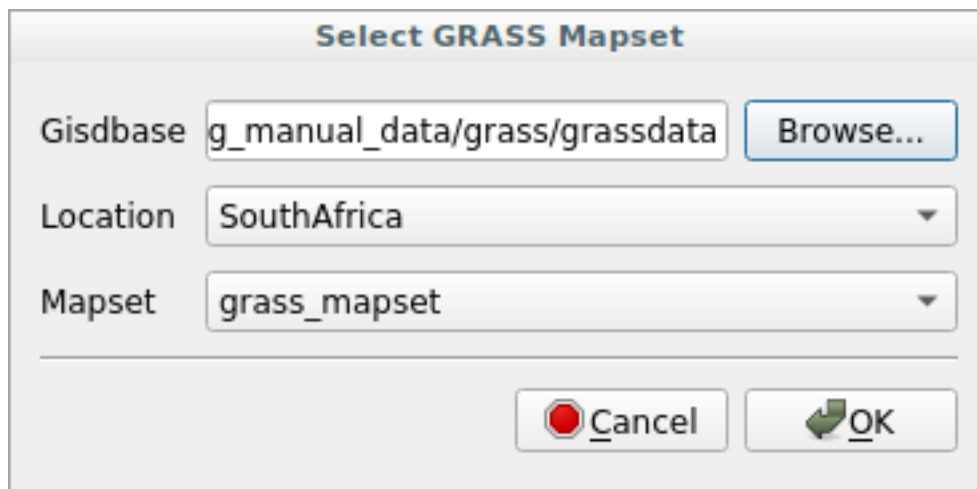 Select GRASS Mapset
Gisdbase g_manual_data/grass/grassdata Browse...
Location SouthAfrica
Mapset grass_mapset
Cancel OK